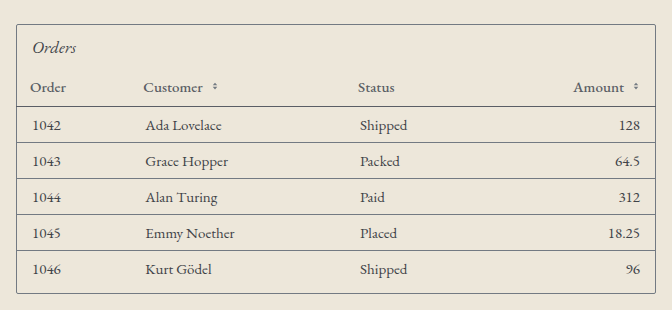 Orders
Order Customer Status Amount
1042 Ada Lovelace Shipped 128
1043 Grace Hopper Packed 64.5
1044 Alan Turing Paid 312
1045 Emmy Noether Placed 18.25
1046 Kurt Gödel Shipped 96